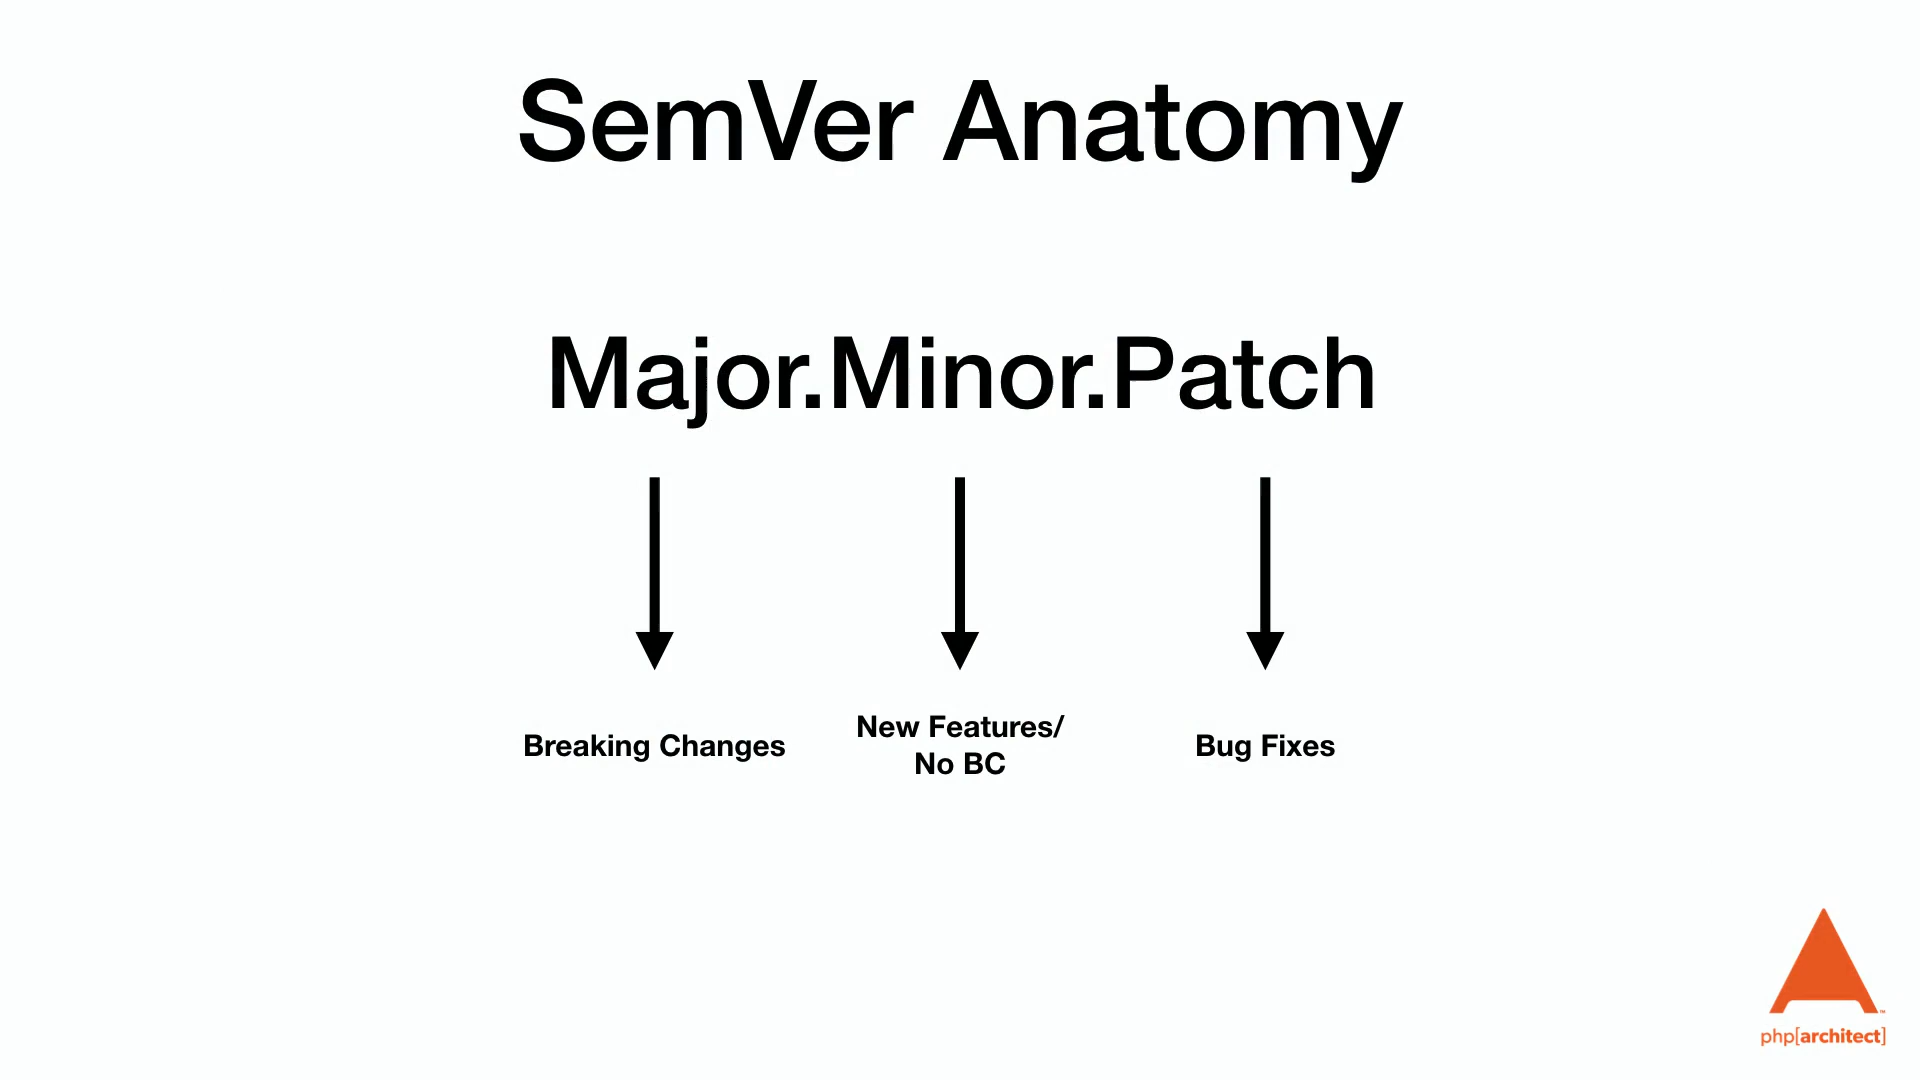 SemVer Anatomy
Major.Minor.Patch
Breaking Changes
New Features/
No BC
Bug Fixes
php[architect]